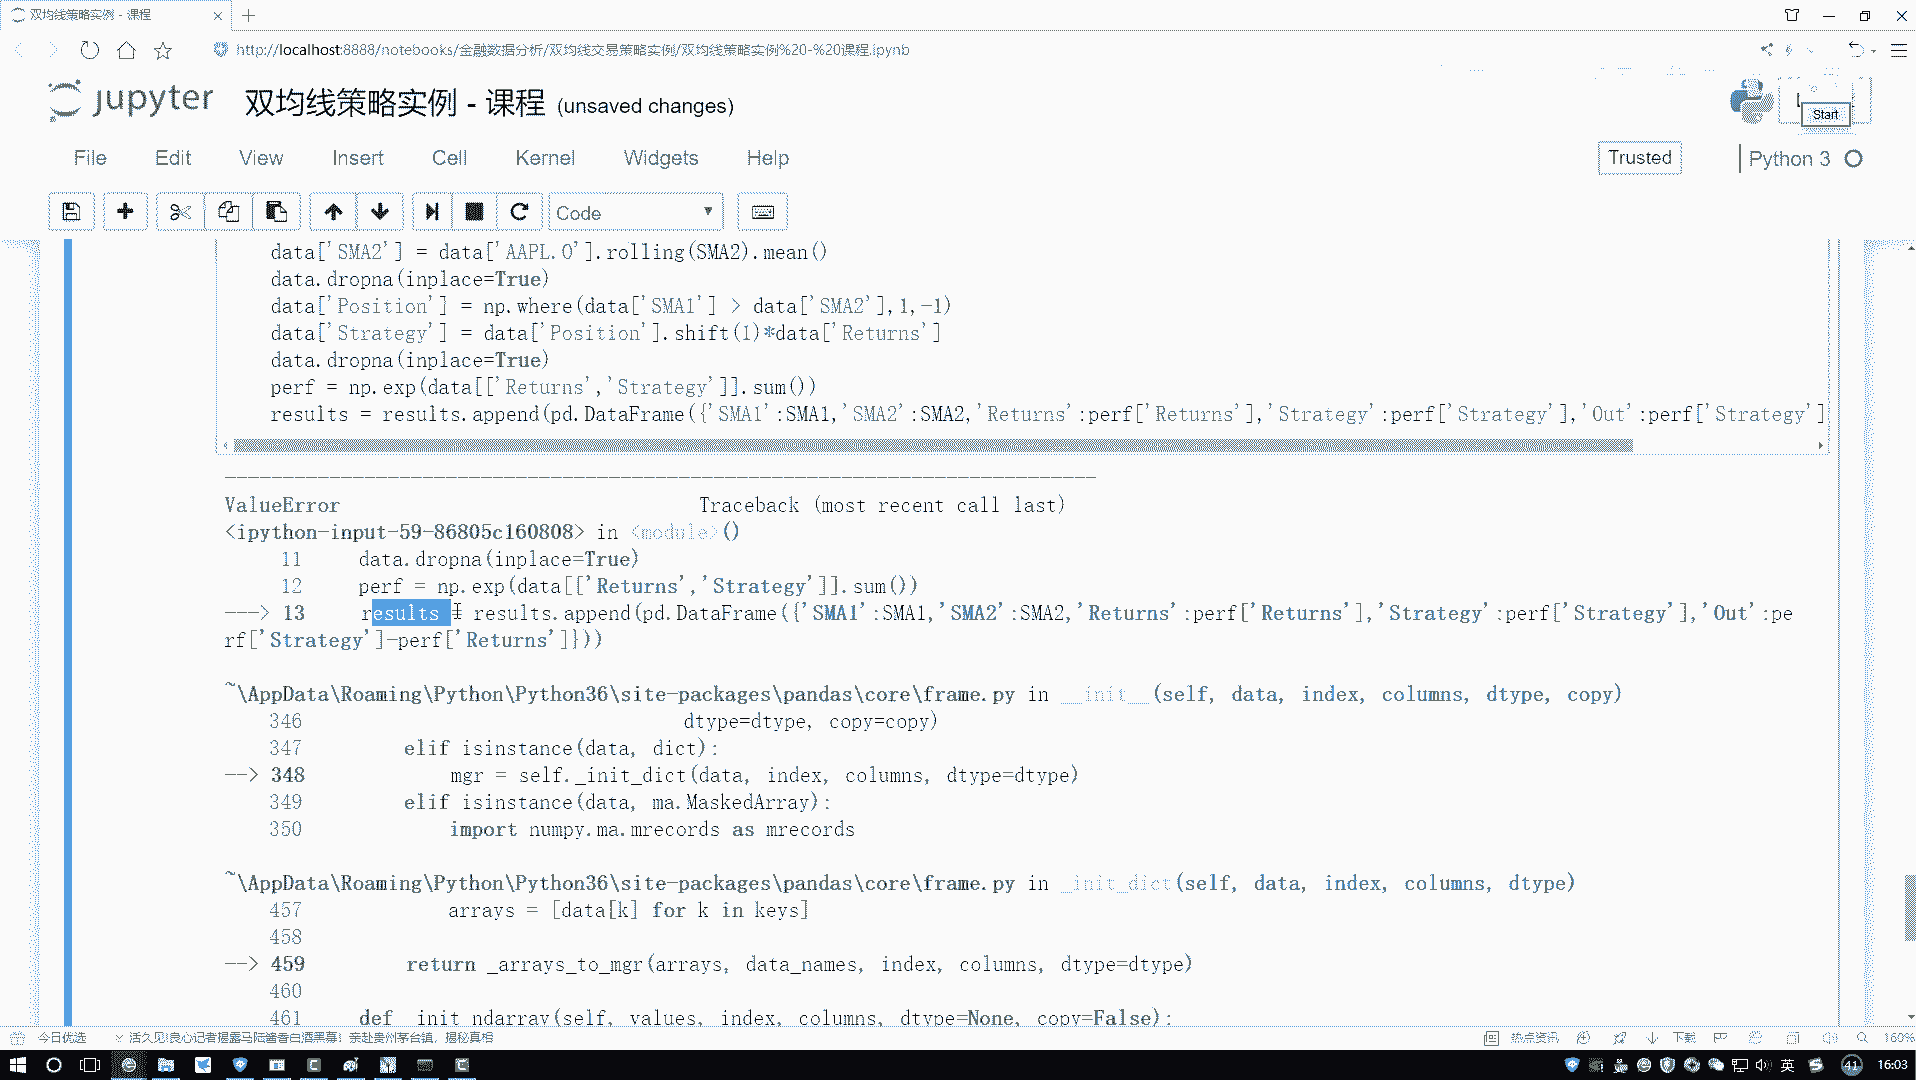 双均线策略实例 - 课程
http://localhost:8888/notebooks/金融数据分析/双均线交易策略实例/双均线策略实例%20-%20课程.ipynb
jupyter 双均线策略实例 - 课程 (unsaved changes)
Start
File Edit View Insert Cell Kernel Widgets Help
Trusted Python 3
Code
data['SMA2'] = data['AAPL.O'].rolling(SMA2).mean()
data.dropna(inplace=True)
data['Position'] = np.where(data['SMA1'] > data['SMA2'],1,-1)
data['Strategy'] = data['Position'].shift(1)*data['Returns']
data.dropna(inplace=True)
perf = np.exp(data[['Returns','Strategy']].sum())
results = results.append(pd.DataFrame({'SMA1':SMA1,'SMA2':SMA2,'Returns':perf['Returns'],'Strategy':perf['Strategy'],'Out':perf['Strategy']
---------------------------------------------------------------------------
ValueError Traceback (most recent call last)
<ipython-input-59-86805c160808> in <module>()
11 data.dropna(inplace=True)
12 perf = np.exp(data[['Returns','Strategy']].sum())
---> 13 results = results.append(pd.DataFrame({'SMA1':SMA1,'SMA2':SMA2,'Returns':perf['Returns'],'Strategy':perf['Strategy'],'Out':pe
rf['Strategy']-perf['Returns']}))
~\AppData\Roaming\Python\Python36\site-packages\pandas\core\frame.py in __init__(self, data, index, columns, dtype, copy)
346 dtype=dtype, copy=copy)
347 elif isinstance(data, dict):
--> 348 mgr = self._init_dict(data, index, columns, dtype=dtype)
349 elif isinstance(data, ma.MaskedArray):
350 import numpy.ma.mrecords as mrecords
~\AppData\Roaming\Python\Python36\site-packages\pandas\core\frame.py in _init_dict(self, data, index, columns, dtype)
457 arrays = [data[k] for k in keys]
458
--> 459 return _arrays_to_mgr(arrays, data_names, index, columns, dtype=dtype)
460
461 def _init_ndarray(self, values, index, columns, dtype=None, copy=False):
今日优选 活久见!良心记者揭露马陆酱香白酒黑幕!亲赴贵州茅台镇,揭秘真相 热点资讯 下载 160%
英 41 16:03